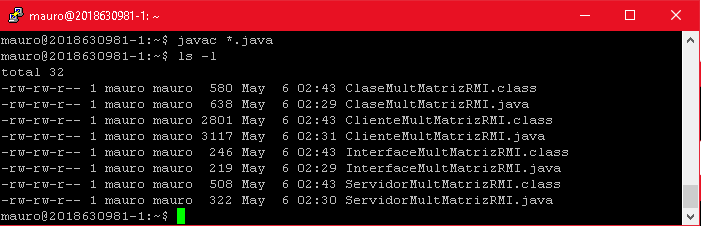 mauro@2018630981-1: ~
mauro@2018630981-1:~$ javac *.java
mauro@2018630981-1:~$ ls -l
total 32
-rw-rw-r-- 1 mauro mauro  580 May  6 02:43 ClaseMultMatrizRMI.class
-rw-rw-r-- 1 mauro mauro  638 May  6 02:29 ClaseMultMatrizRMI.java
-rw-rw-r-- 1 mauro mauro 2801 May  6 02:43 ClienteMultMatrizRMI.class
-rw-rw-r-- 1 mauro mauro 3117 May  6 02:31 ClienteMultMatrizRMI.java
-rw-rw-r-- 1 mauro mauro  246 May  6 02:43 InterfaceMultMatrizRMI.class
-rw-rw-r-- 1 mauro mauro  219 May  6 02:29 InterfaceMultMatrizRMI.java
-rw-rw-r-- 1 mauro mauro  508 May  6 02:43 ServidorMultMatrizRMI.class
-rw-rw-r-- 1 mauro mauro  322 May  6 02:30 ServidorMultMatrizRMI.java
mauro@2018630981-1:~$